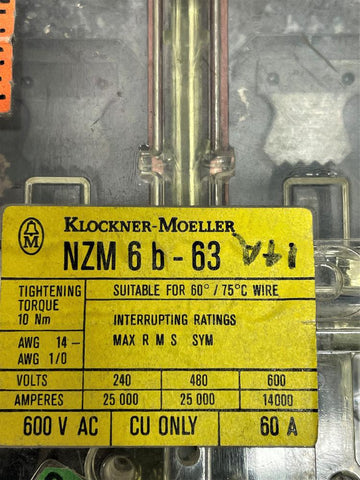 M
KLOCKNER-MOELLER
NZM 6 b - 63
TIGHTENING TORQUE 10 Nm
SUITABLE FOR 60° / 75°C WIRE
INTERRUPTING RATINGS
MAX R M S SYM
AWG 14 -
AWG 1/0
VOLTS 240 480 600
AMPERES 25 000 25 000 14000
600 V AC CU ONLY 60 A